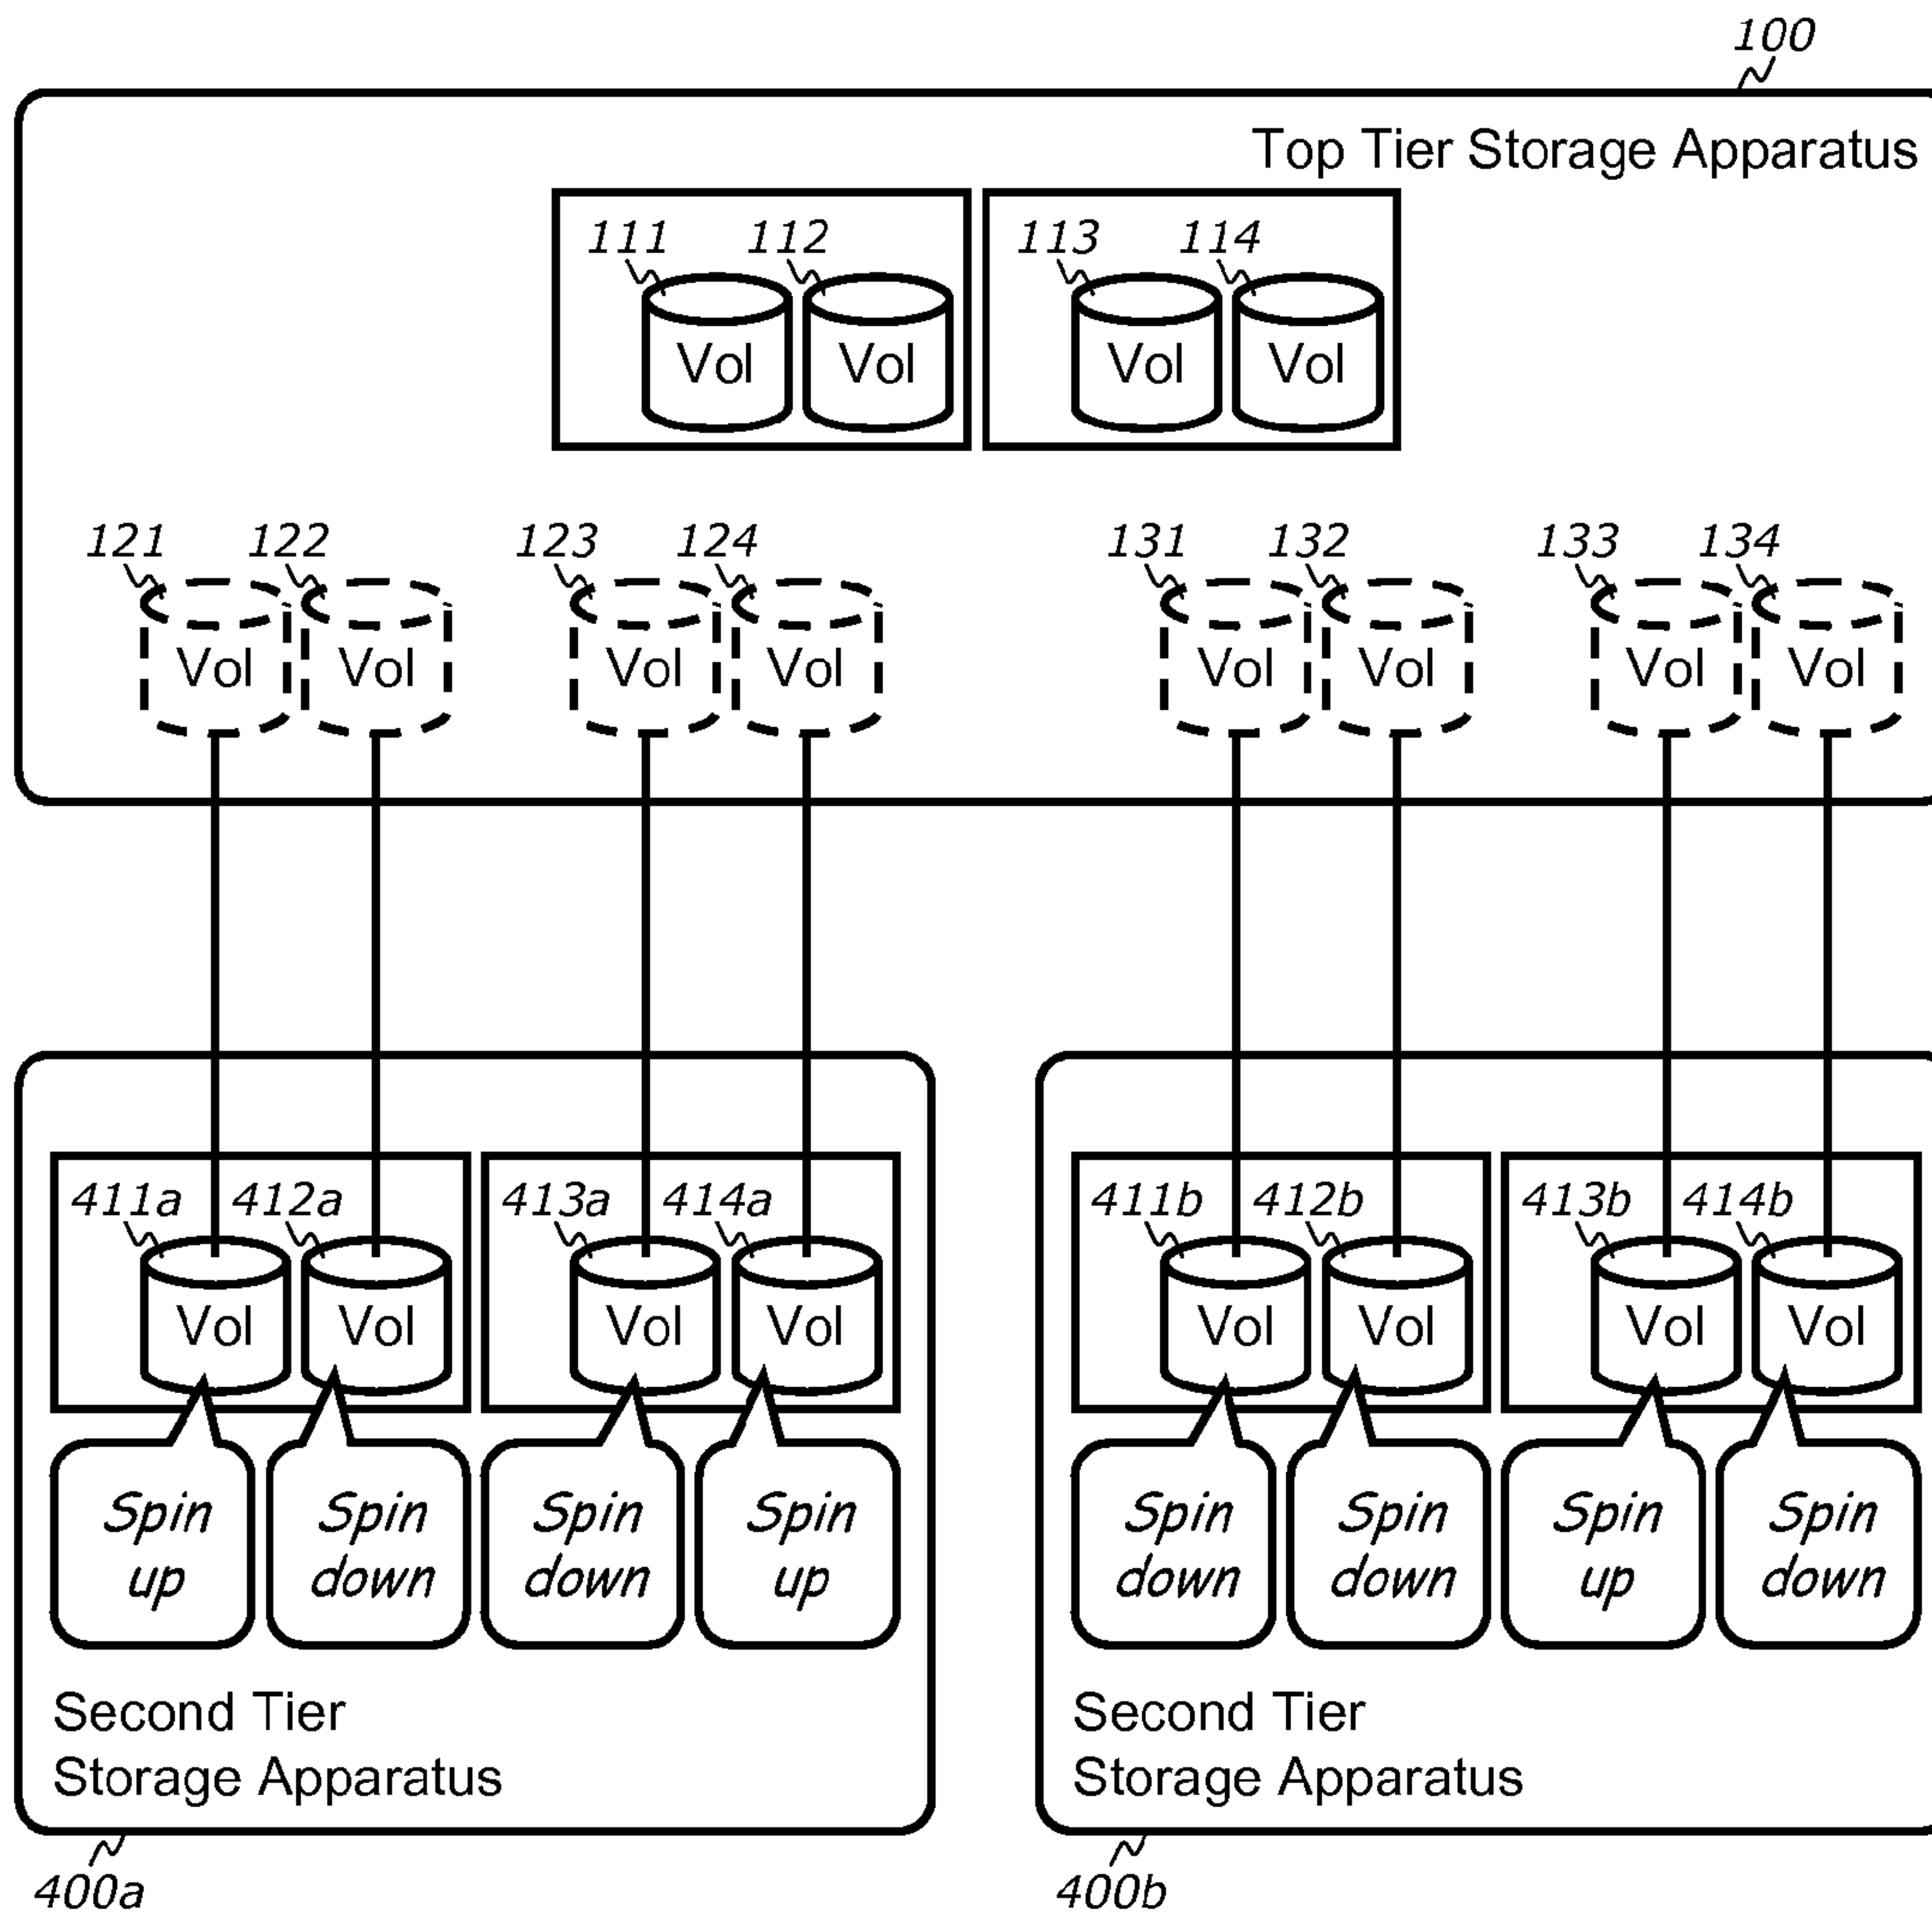 100
Top Tier Storage Apparatus
111 112 113 114
Vol Vol Vol Vol
121 122 123 124 131 132 133 134
Vol Vol Vol Vol Vol Vol Vol Vol
411a 412a 413a 414a 411b 412b 413b 414b
Vol Vol Vol Vol Vol Vol Vol Vol
Spin up
Spin down
Spin down
Spin up
Spin down
Spin down
Spin up
Spin down
Second Tier
Storage Apparatus
Second Tier
Storage Apparatus
400a 400b